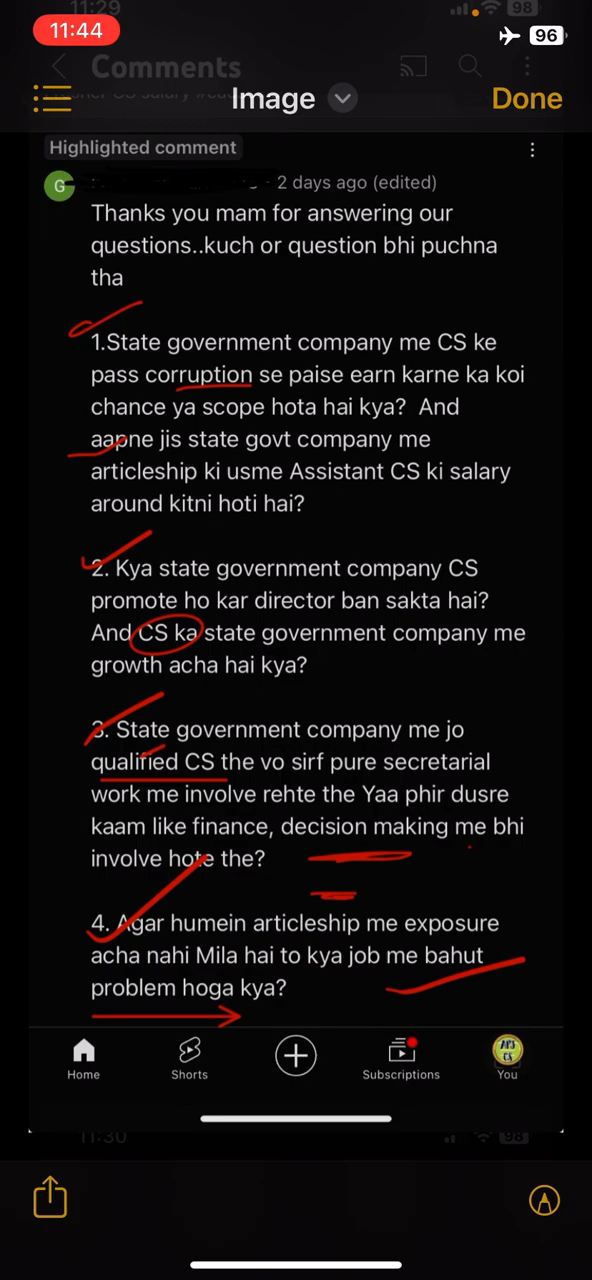 11:29
98
11:44
96
Comments
Image
Done
Highlighted comment
G
2 days ago (edited)
Thanks you mam for answering our
questions..kuch or question bhi puchna
tha
1.State government company me CS ke
pass corruption se paise earn karne ka koi
chance ya scope hota hai kya? And
aapne jis state govt company me
articleship ki usme Assistant CS ki salary
around kitni hoti hai?
2. Kya state government company CS
promote ho kar director ban sakta hai?
And CS ka state government company me
growth acha hai kya?
3. State government company me jo
qualified CS the vo sirf pure secretarial
work me involve rehte the Yaa phir dusre
kaam like finance, decision making me bhi
involve hote the?
4. Agar humein articleship me exposure
acha nahi Mila hai to kya job me bahut
problem hoga kya?
Home
Shorts
Subscriptions
You
11:30
98